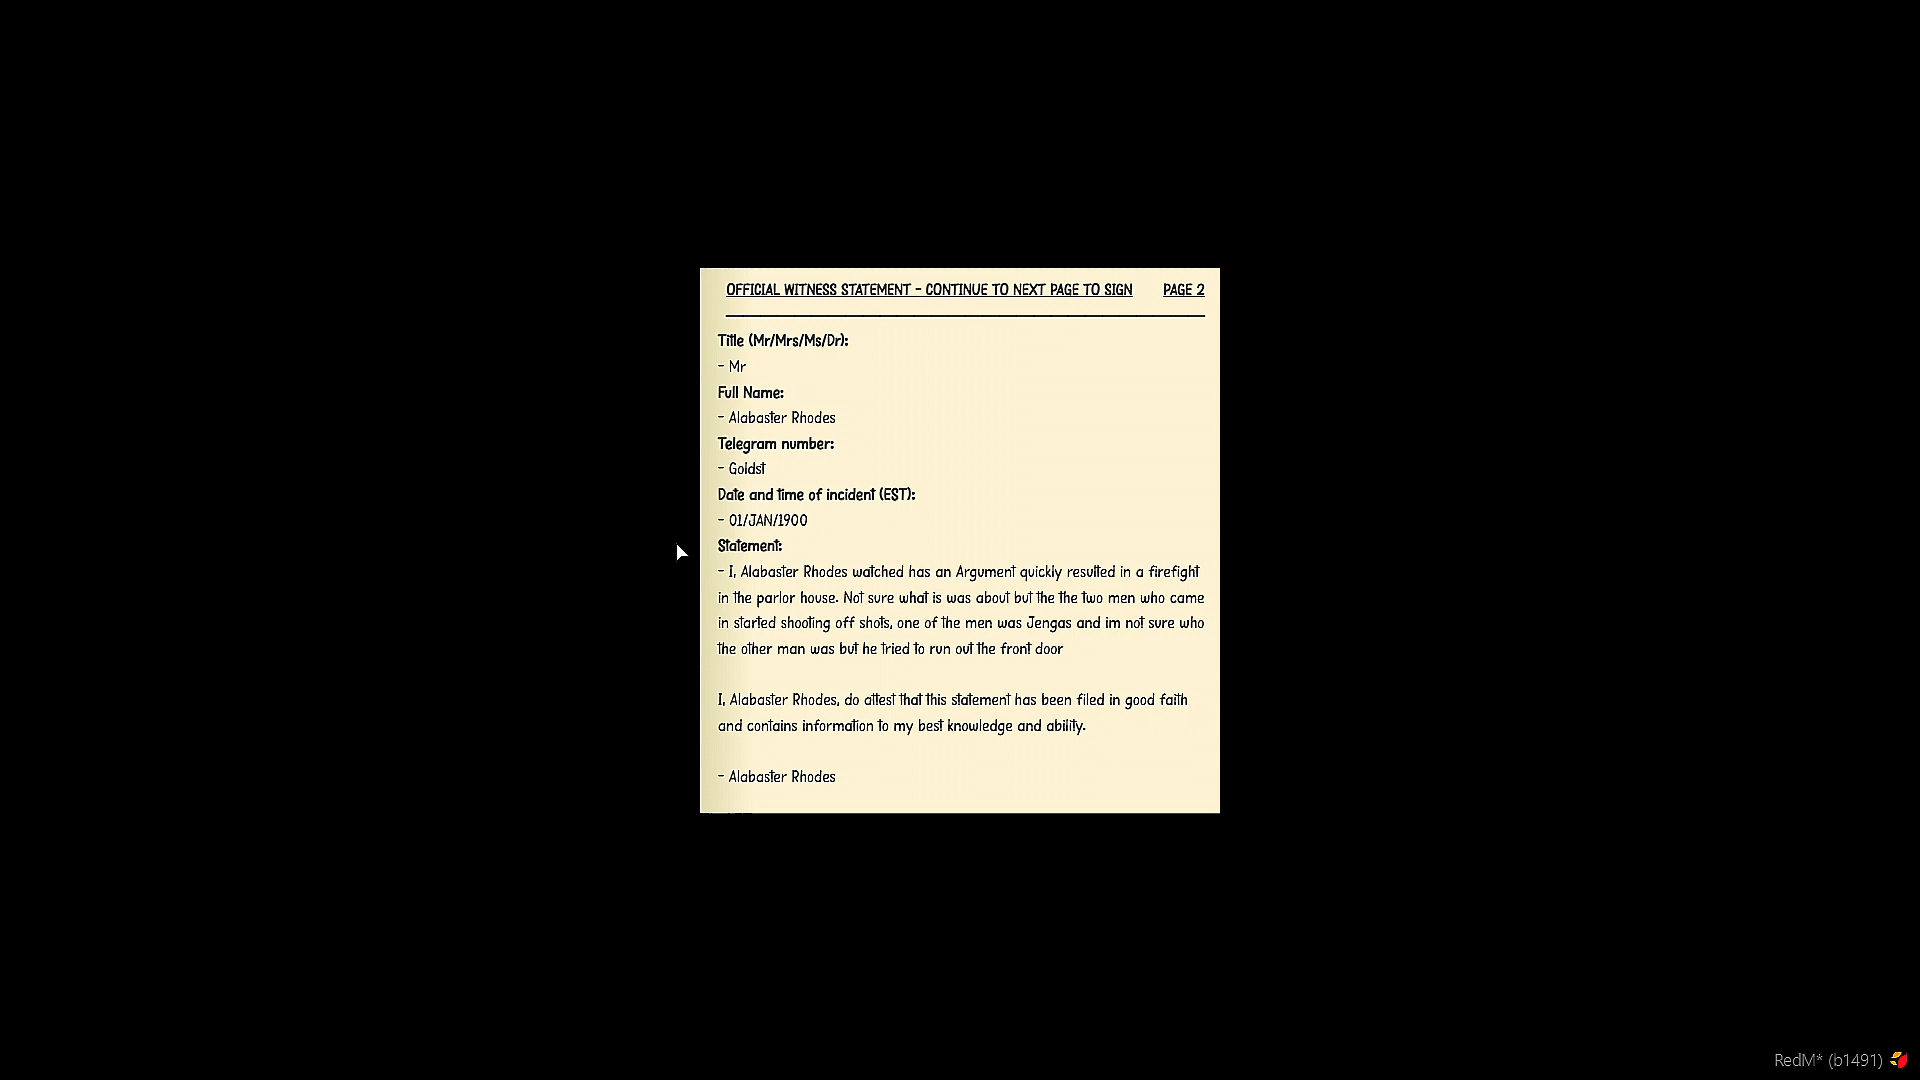 OFFICIAL WITNESS STATEMENT - CONTINUE TO NEXT PAGE TO SIGN PAGE 2
Title (Mr/Mrs/Ms/Dr):
- Mr
Full Name:
- Alabaster Rhodes
Telegram number:
- Goldst
Date and time of incident (EST):
- 01/JAN/1900
Statement:
- I, Alabaster Rhodes watched has an Argument quickly resulted in a firefight
in the parlor house. Not sure what is was about but the the two men who came
in started shooting off shots, one of the men was Jengas and im not sure who
the other man was but he tried to run out the front door
I, Alabaster Rhodes, do attest that this statement has been filed in good faith
and contains information to my best knowledge and ability.
- Alabaster Rhodes
RedM* (b1491)